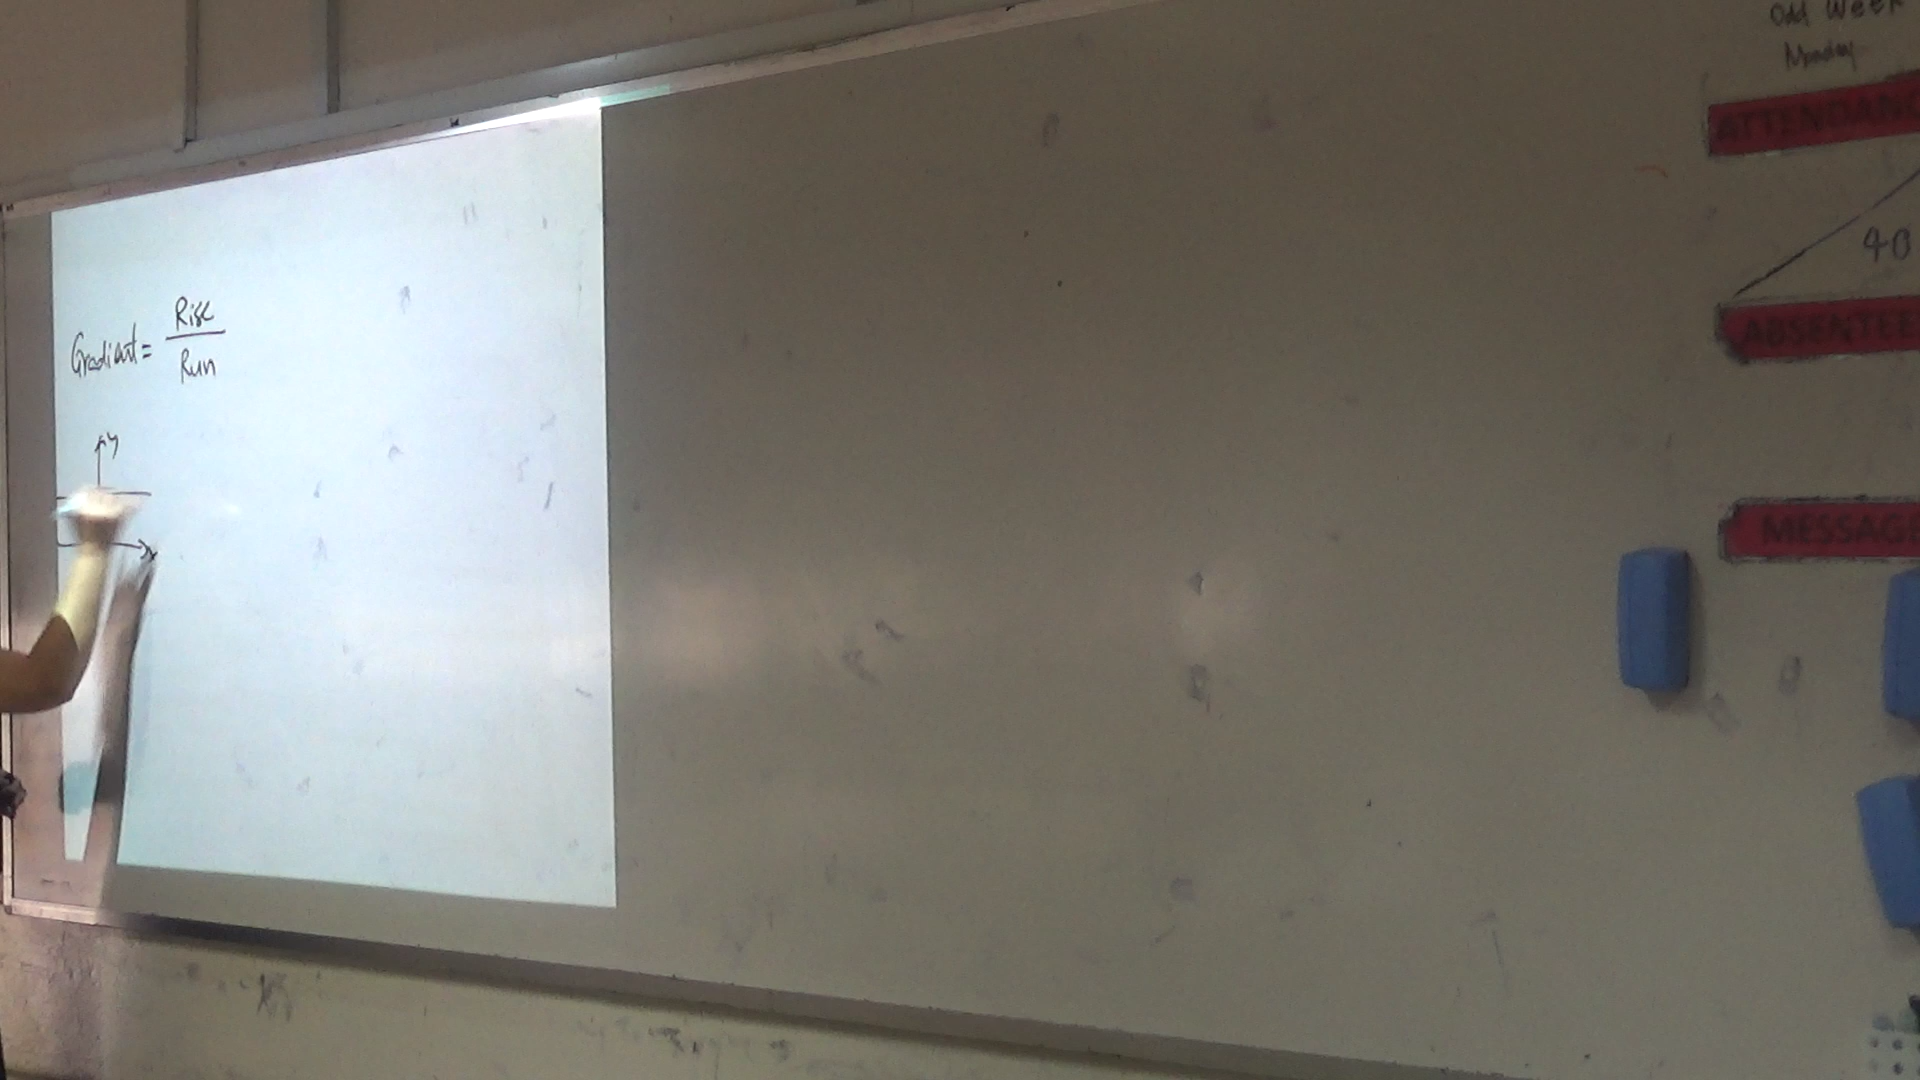 Odd Week
Monday
ATTENDANC
40
ABSENTEE
MESSAGE
Gradient = Rise
Run
y
x